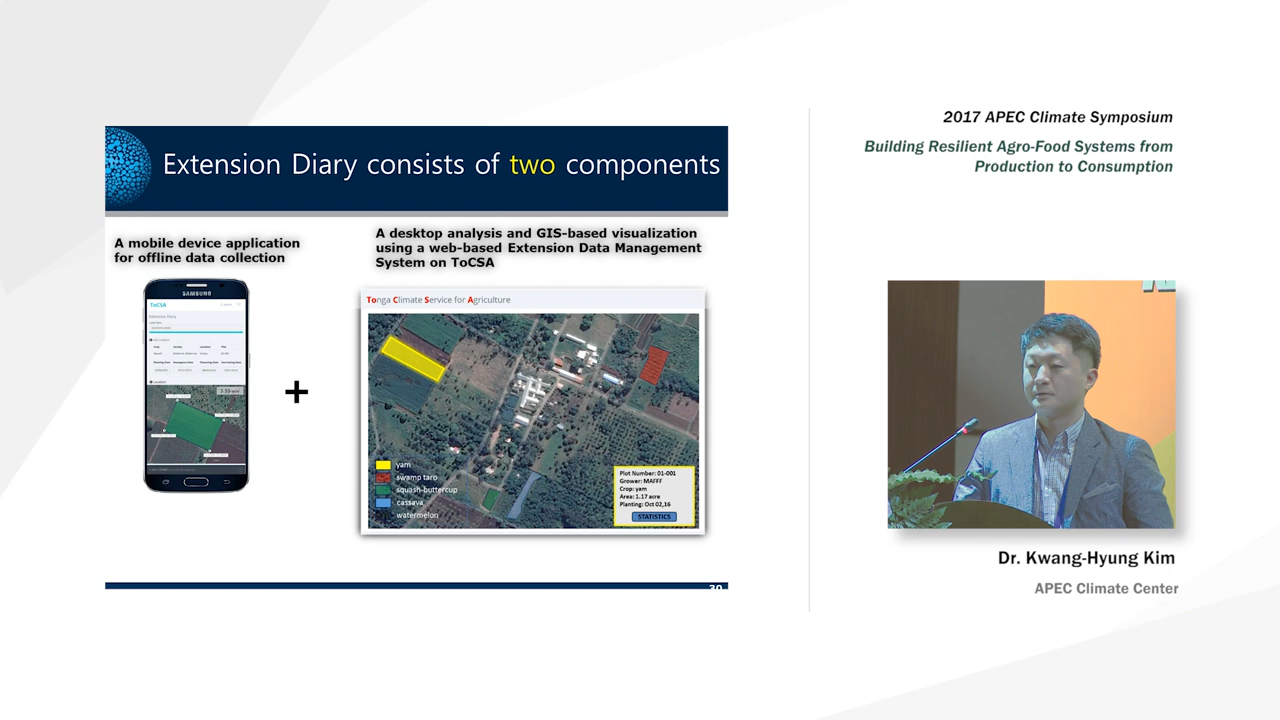 2017 APEC Climate Symposium
Building Resilient Agro-Food Systems from
Production to Consumption
Extension Diary consists of two components
A mobile device application
for offline data collection
A desktop analysis and GIS-based visualization
using a web-based Extension Data Management
System on ToCSA
SAMSUNG
ToCSA
Extension Diary
+
Tonga Climate Service for Agriculture
yam
swamp taro
squash-buttercup
cassava
watermelon
Plot Number: 01-001
Grower: MAFFF
Crop: yam
Area: 1.17 acre
Planting: Oct 02,16
STATISTICS
30
Dr. Kwang-Hyung Kim
APEC Climate Center